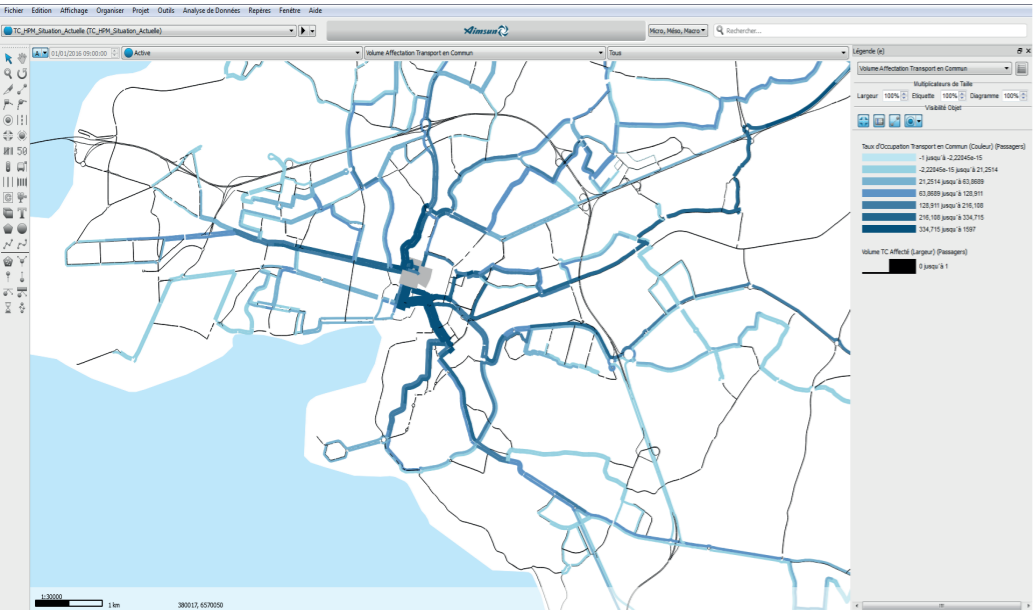 Fichier Edition Affichage Organiser Projet Outils Analyse de Données Repères Fenêtre Aide
TC_HPM_Situation_Actuelle (TC_HPM_Situation_Actuelle)
Aimsun
Micro, Méso, Macro
Rechercher...
A 01/01/2016 09:00:00
Active
Volume Affectation Transport en Commun
Tous
Légende (e)
Volume Affectation Transport en Commun
Multiplicateurs de Taille
Largeur 100% Etiquette 100% Diagramme 100%
Visibilité Objet
Taux d'Occupation Transport en Commun (Couleur) (Passagers)
-1 jusqu'à -2,22045e-15
-2,22045e-15 jusqu'à 21,2514
21,2514 jusqu'à 63,8689
63,8689 jusqu'à 128,911
128,911 jusqu'à 216,108
216,108 jusqu'à 334,715
334,715 jusqu'à 1597
Volume TC Affecté (Largeur) (Passagers)
0 jusqu'à 1
50
1:30000
1 km
380017, 6570050